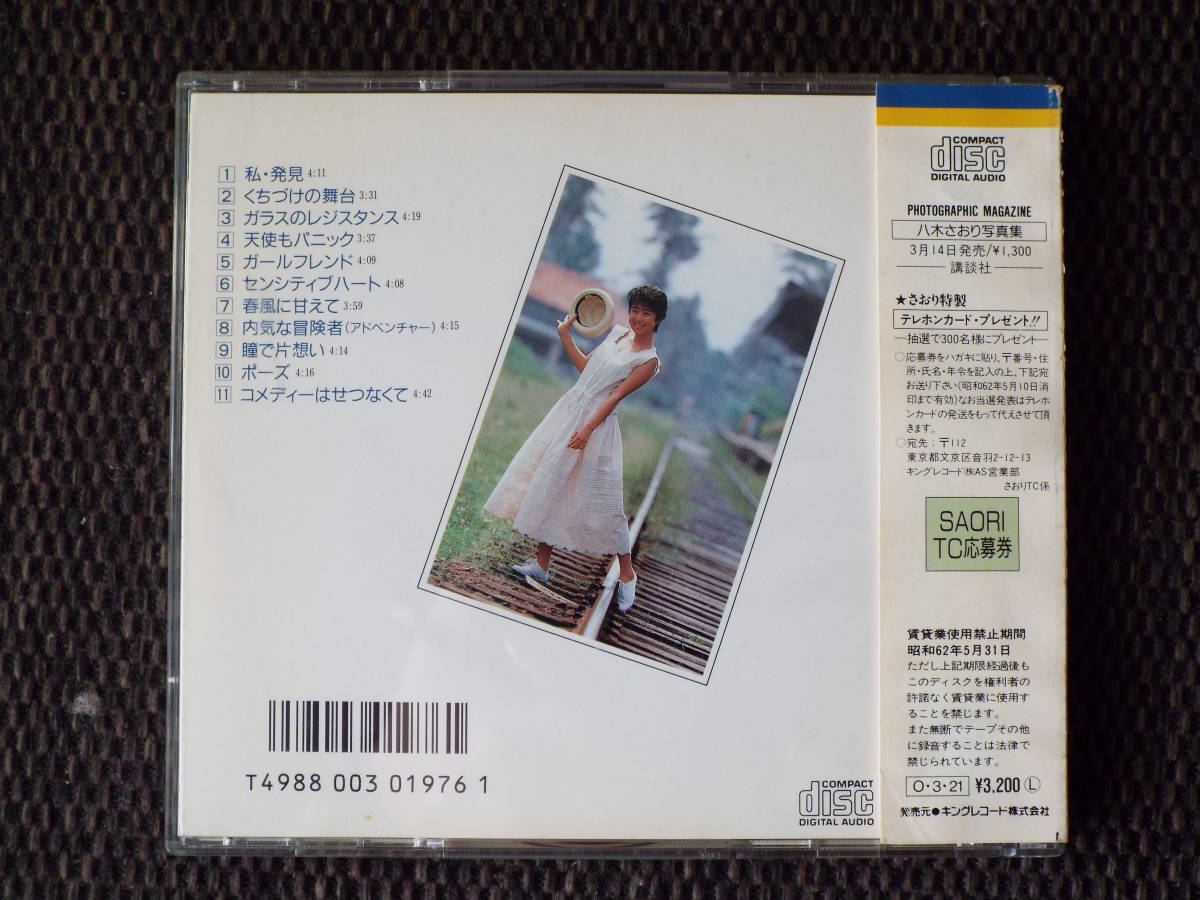 1 私・発見 4:11
2 くちづけの舞台 3:31
3 ガラスのレジスタンス 4:19
4 天使もパニック 3:37
5 ガールフレンド 4:09
6 センシティブハート 4:08
7 春風に甘えて 3:59
8 内気な冒険者(アドベンチャー) 4:15
9 瞳で片想い 4:14
10 ポーズ 4:16
11 コメディーはせつなくて 4:42
T4988 003 01976 1
COMPACT
disc
DIGITAL AUDIO
COMPACT
disc
DIGITAL AUDIO
PHOTOGRAPHIC MAGAZINE
八木さおり写真集
3月14日発売/¥1,300
講談社
★さおり特製
テレホンカード・プレゼント!!
抽選で300名様にプレゼント
○応募券をハガキに貼り、〒番号・住
所・氏名・年令を記入の上、下記宛
お送り下さい(昭和62年5月10日消
印まで有効)なお当選発表はテレホ
ンカードの発送をもって代えさせて頂
きます。
○宛先:〒112
東京都文京区音羽2-12-13
キングレコード㈱AS営業部
さおりTC係
SAORI
TC応募券
賃貸業使用禁止期間
昭和62年5月31日
ただし上記期限経過後も
このディスクを権利者の
許諾なく賃貸業に使用す
ることを禁じます。
また無断でテープその他
に録音することは法律で
禁じられています。
O・3・21 ¥3,200 Ⓛ
発売元●キングレコード株式会社